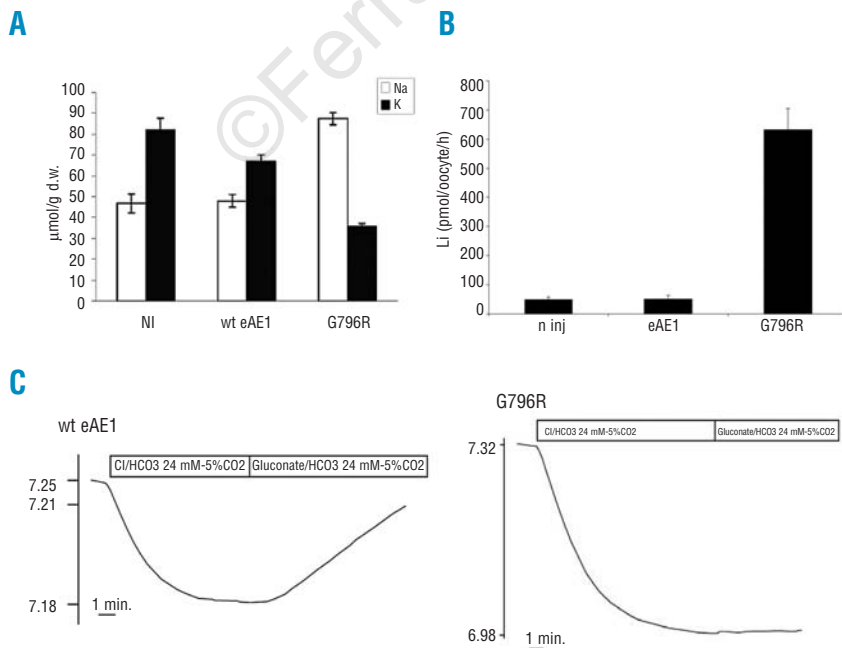 A
©Ferr
100
90
80
70
60
50
40
30
20
10
0
µmol/g d.w.
Na
K
NI
wt eAE1
G796R
B
800
700
600
500
400
300
200
100
0
Li (pmol/oocyte/h)
n inj
eAE1
G796R
C
wt eAE1
Cl/HCO3 24 mM-5%CO2
Gluconate/HCO3 24 mM-5%CO2
7.25
7.21
7.18
1 min.
G796R
Cl/HCO3 24 mM-5%CO2
Gluconate/HCO3 24 mM-5%CO2
7.32
6.98
1 min.